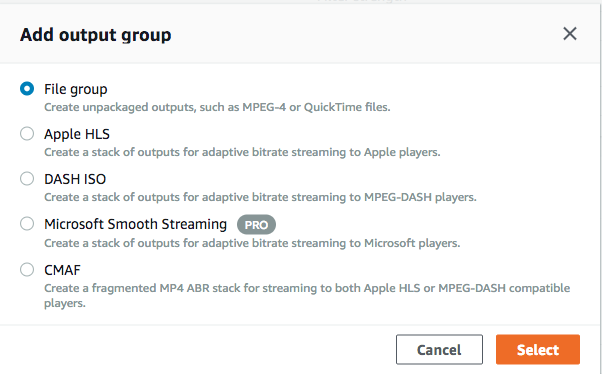 Add output group
File group
Create unpackaged outputs, such as MPEG-4 or QuickTime files.
Apple HLS
Create a stack of outputs for adaptive bitrate streaming to Apple players.
DASH ISO
Create a stack of outputs for adaptive bitrate streaming to MPEG-DASH players.
Microsoft Smooth Streaming PRO
Create a stack of outputs for adaptive bitrate streaming to Microsoft players.
CMAF
Create a fragmented MP4 ABR stack for streaming to both Apple HLS or MPEG-DASH compatible
players.
Cancel Select